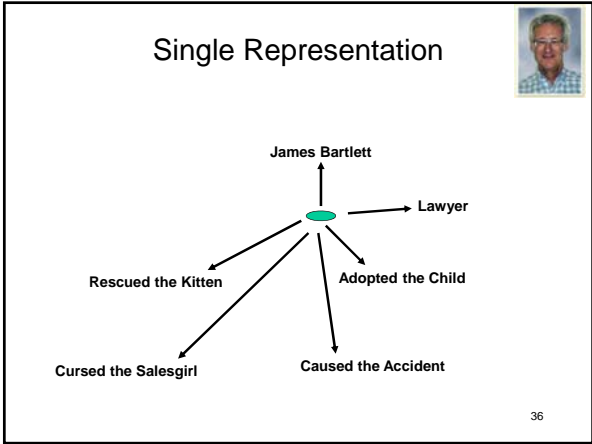 Single Representation
James Bartlett
Lawyer
Rescued the Kitten
Adopted the Child
Cursed the Salesgirl
Caused the Accident
36